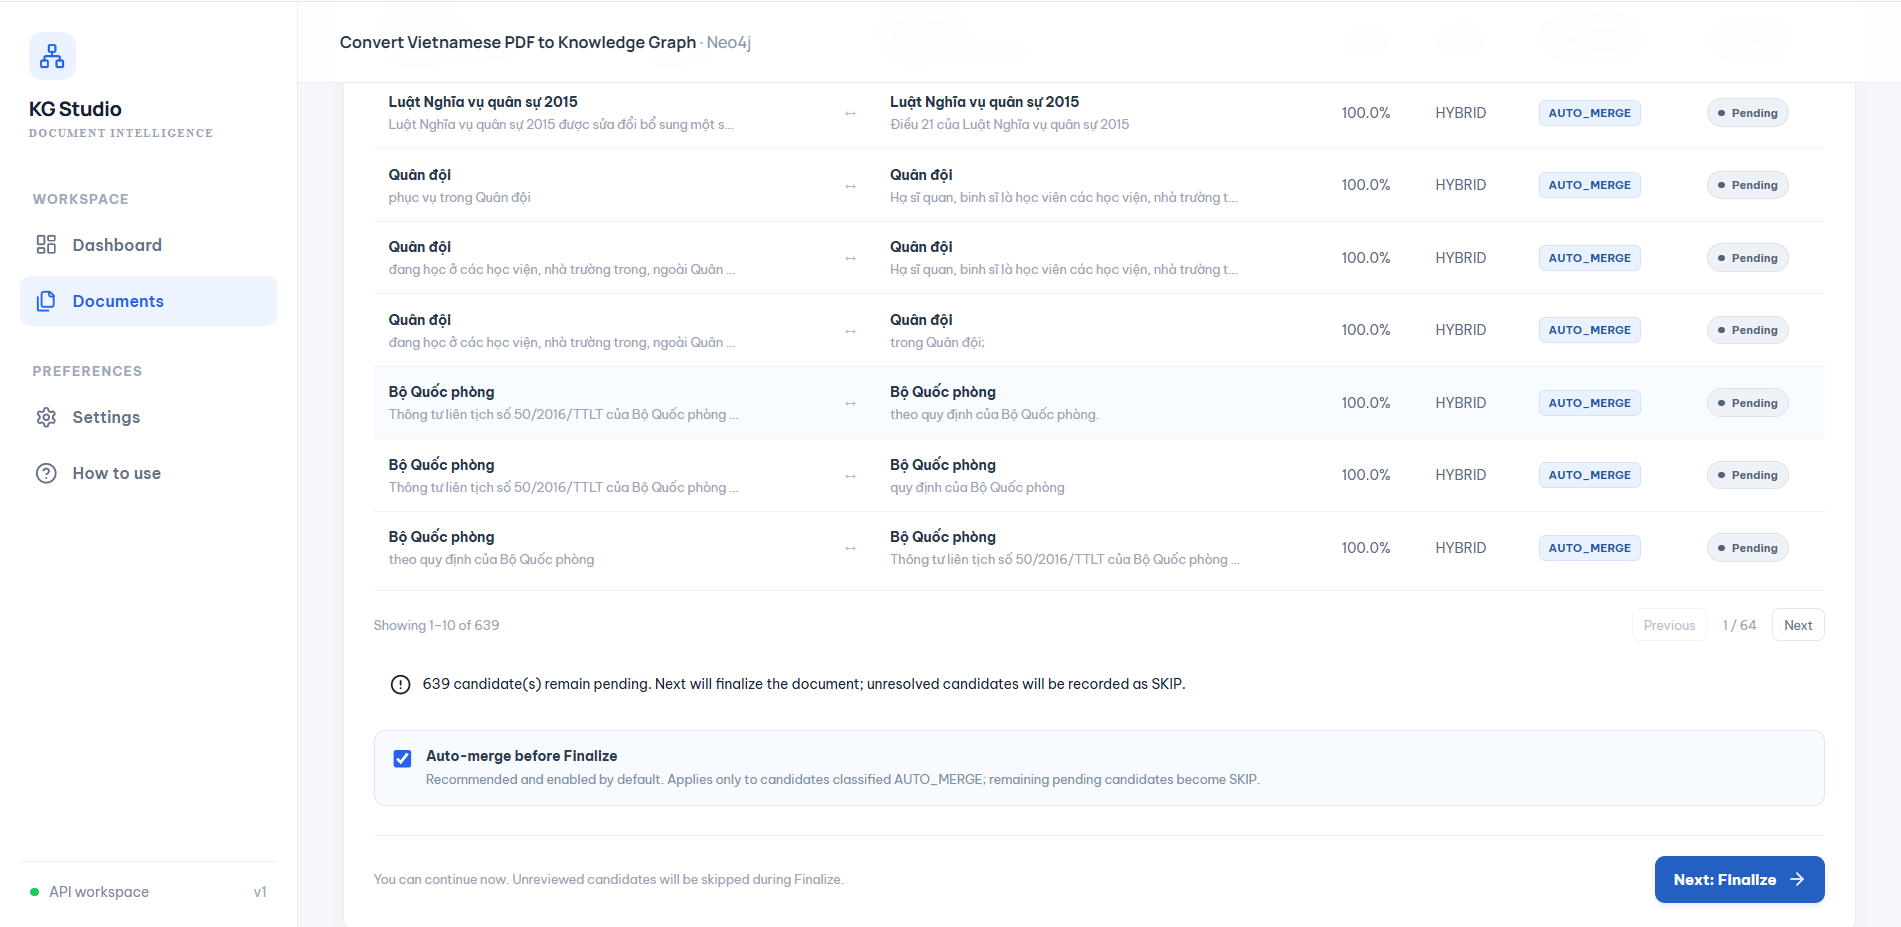 KG Studio
DOCUMENT INTELLIGENCE
WORKSPACE
Dashboard
Documents
PREFERENCES
Settings
How to use
API workspace v1
Convert Vietnamese PDF to Knowledge Graph · Neo4j
Luật Nghĩa vụ quân sự 2015 ↔ Luật Nghĩa vụ quân sự 2015 100.0% HYBRID AUTO_MERGE Pending
Luật Nghĩa vụ quân sự 2015 được sửa đổi bổ sung một s... Điều 21 của Luật Nghĩa vụ quân sự 2015
Quân đội ↔ Quân đội 100.0% HYBRID AUTO_MERGE Pending
phục vụ trong Quân đội Hạ sĩ quan, binh sĩ là học viên các học viện, nhà trường t...
Quân đội ↔ Quân đội 100.0% HYBRID AUTO_MERGE Pending
đang học ở các học viện, nhà trường trong, ngoài Quân ... Hạ sĩ quan, binh sĩ là học viên các học viện, nhà trường t...
Quân đội ↔ Quân đội 100.0% HYBRID AUTO_MERGE Pending
đang học ở các học viện, nhà trường trong, ngoài Quân ... trong Quân đội;
Bộ Quốc phòng ↔ Bộ Quốc phòng 100.0% HYBRID AUTO_MERGE Pending
Thông tư liên tịch số 50/2016/TTLT của Bộ Quốc phòng ... theo quy định của Bộ Quốc phòng.
Bộ Quốc phòng ↔ Bộ Quốc phòng 100.0% HYBRID AUTO_MERGE Pending
Thông tư liên tịch số 50/2016/TTLT của Bộ Quốc phòng ... quy định của Bộ Quốc phòng
Bộ Quốc phòng ↔ Bộ Quốc phòng 100.0% HYBRID AUTO_MERGE Pending
theo quy định của Bộ Quốc phòng Thông tư liên tịch số 50/2016/TTLT của Bộ Quốc phòng ...
Showing 1–10 of 639 Previous 1 / 64 Next
639 candidate(s) remain pending. Next will finalize the document; unresolved candidates will be recorded as SKIP.
Auto-merge before Finalize
Recommended and enabled by default. Applies only to candidates classified AUTO_MERGE; remaining pending candidates become SKIP.
You can continue now. Unreviewed candidates will be skipped during Finalize. Next: Finalize →